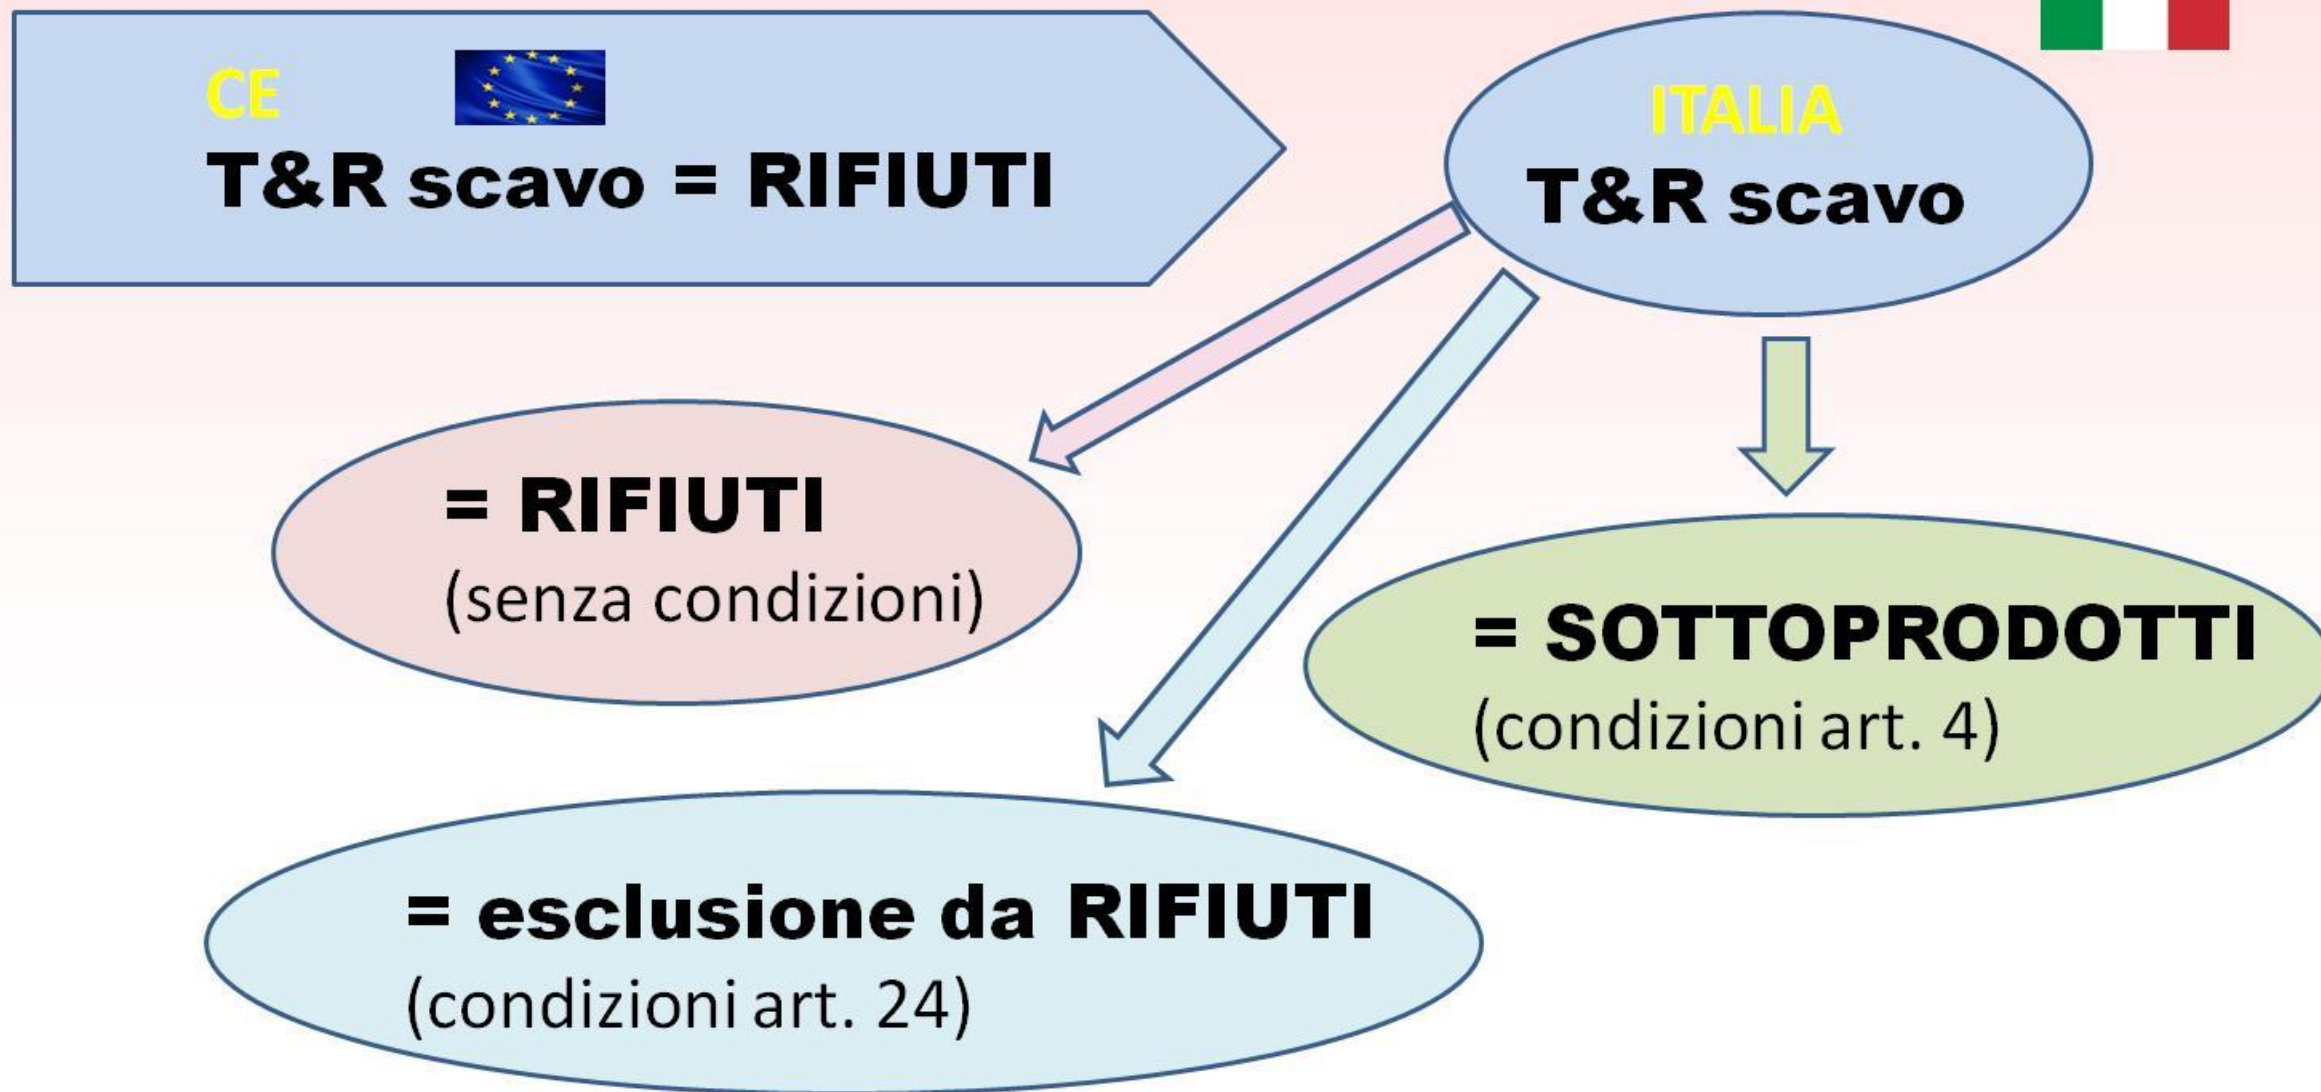 CE
T&R scavo = RIFIUTI
ITALIA
T&R scavo
= RIFIUTI
(senza condizioni)
= SOTTOPRODOTTI
(condizioni art. 4)
= esclusione da RIFIUTI
(condizioni art. 24)